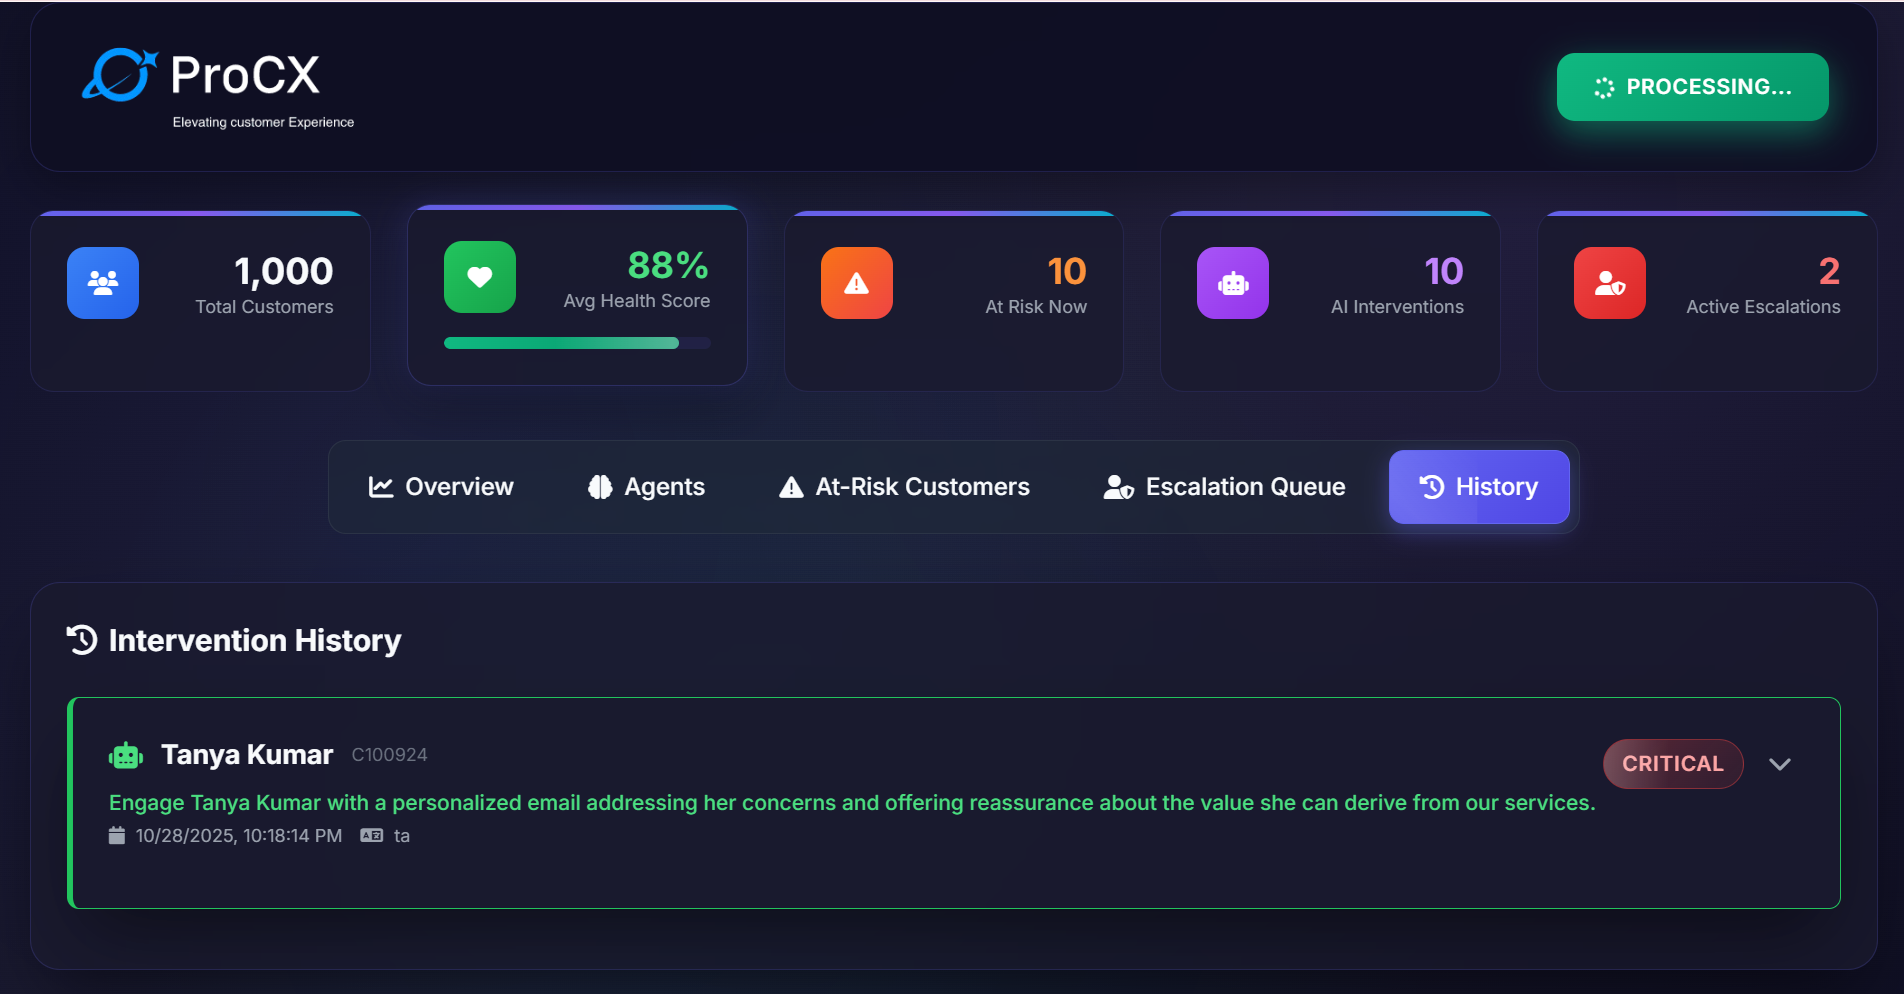 ProCX
Elevating customer Experience
PROCESSING...
1,000
Total Customers
88%
Avg Health Score
10
At Risk Now
10
AI Interventions
2
Active Escalations
Overview
Agents
At-Risk Customers
Escalation Queue
History
Intervention History
Tanya Kumar C100924
CRITICAL
Engage Tanya Kumar with a personalized email addressing her concerns and offering reassurance about the value she can derive from our services.
10/28/2025, 10:18:14 PM ta